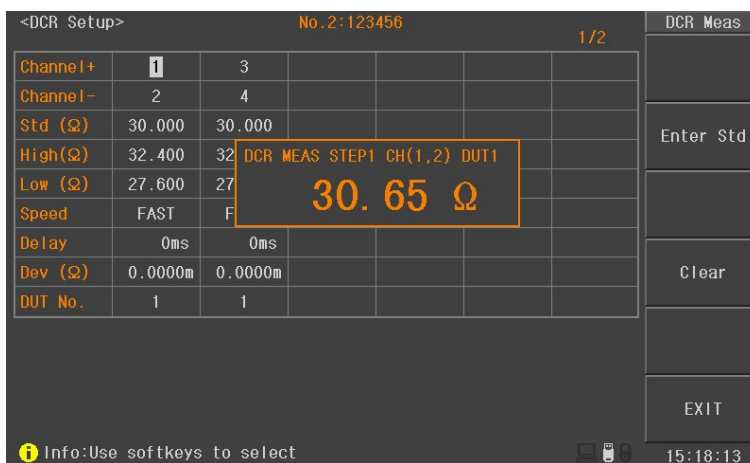 <DCR Setup> No.2:123456 1/2 DCR Meas
Channel+ 1 3
Channel- 2 4
Std (Ω) 30.000 30.000
Enter Std
High(Ω) 32.400 32
DCR MEAS STEP1 CH(1,2) DUT1
Low (Ω) 27.600 27
30.65 Ω
Speed FAST F
Delay 0ms 0ms
Dev (Ω) 0.0000m 0.0000m
Clear
DUT No. 1 1
EXIT
i Info:Use softkeys to select 15:18:13